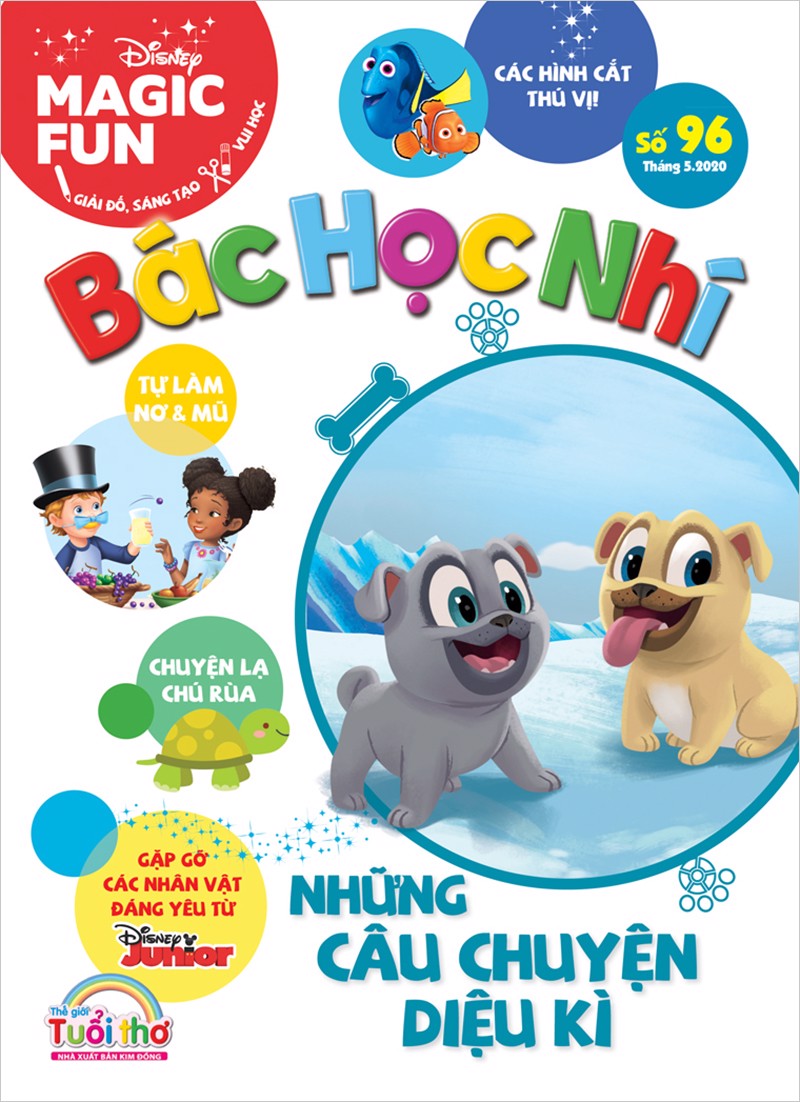 Disney
MAGIC
FUN
GIẢI ĐỐ, SÁNG TẠO
VUI HỌC
CÁC HÌNH CẮT
THÚ VỊ!
Số 96
Tháng 5.2020
Bác Học Nhí
TỰ LÀM
NƠ & MŨ
CHUYỆN LẠ
CHÚ RÙA
GẶP GỠ
CÁC NHÂN VẬT
ĐÁNG YÊU TỪ
Disney
Junior
NHỮNG
CÂU CHUYỆN
DIỆU KÌ
Thế giới
Tuổi thơ
NHÀ XUẤT BẢN KIM ĐỒNG